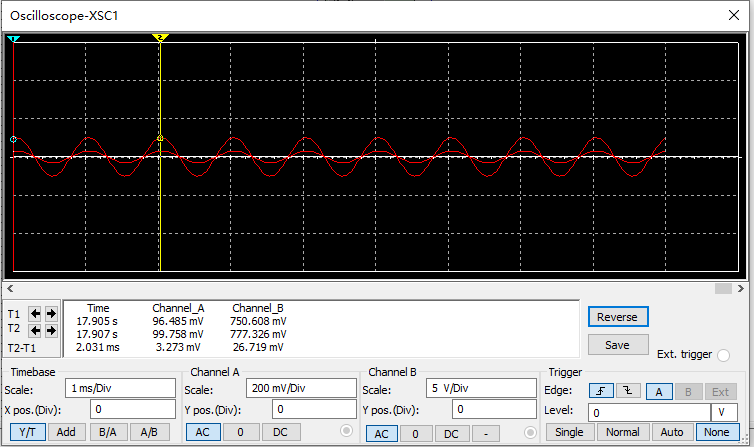 Oscilloscope-XSC1
1
2
T1
T2
T2-T1
Time Channel_A Channel_B
17.905 s 96.485 mV 750.608 mV
17.907 s 99.758 mV 777.326 mV
2.031 ms 3.273 mV 26.719 mV
Reverse
Save
Ext. trigger
Timebase
Scale: 1 ms/Div
X pos.(Div): 0
Y/T Add B/A A/B
Channel A
Scale: 200 mV/Div
Y pos.(Div): 0
AC 0 DC
Channel B
Scale: 5 V/Div
Y pos.(Div): 0
AC 0 DC -
Trigger
Edge: A B Ext
Level: 0 V
Single Normal Auto None